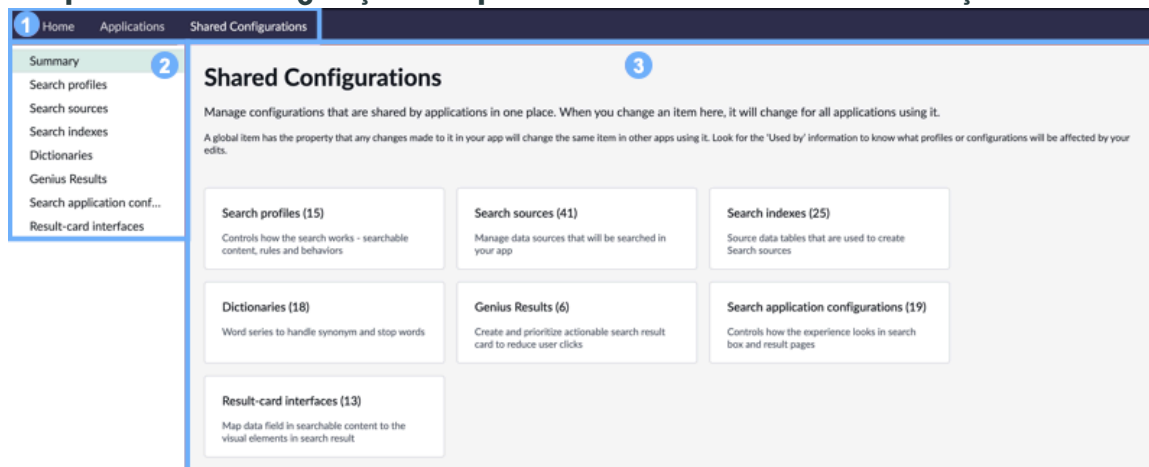 1 Home Applications Shared Configurations
Summary 2
Search profiles
Search sources
Search indexes
Dictionaries
Genius Results
Search application conf...
Result-card interfaces
3
Shared Configurations
Manage configurations that are shared by applications in one place. When you change an item here, it will change for all applications using it.
A global item has the property that any changes made to it in your app will change the same item in other apps using it. Look for the 'Used by' information to know what profiles or configurations will be affected by your
edits.
Search profiles (15)
Controls how the search works - searchable
content, rules and behaviors
Search sources (41)
Manage data sources that will be searched in
your app
Search indexes (25)
Source data tables that are used to create
Search sources
Dictionaries (18)
Word series to handle synonym and stop words
Genius Results (6)
Create and prioritize actionable search result
card to reduce user clicks
Search application configurations (19)
Controls how the experience looks in search
box and result pages
Result-card interfaces (13)
Map data field in searchable content to the
visual elements in search result